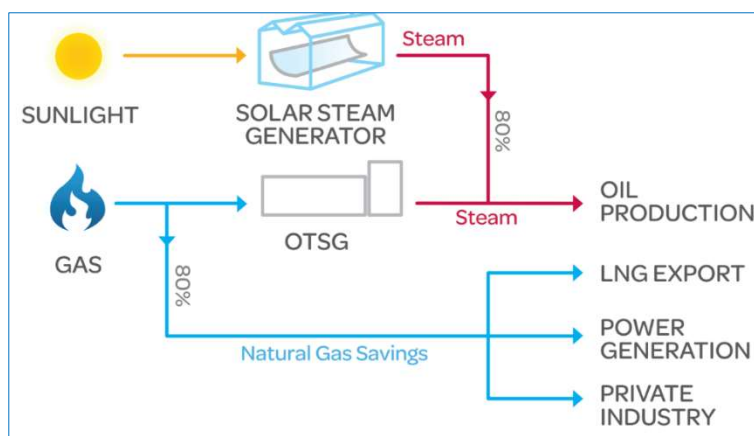 Steam
SUNLIGHT
SOLAR STEAM
GENERATOR
80%
GAS
OTSG
Steam
OIL
PRODUCTION
80%
LNG EXPORT
Natural Gas Savings
POWER
GENERATION
PRIVATE
INDUSTRY